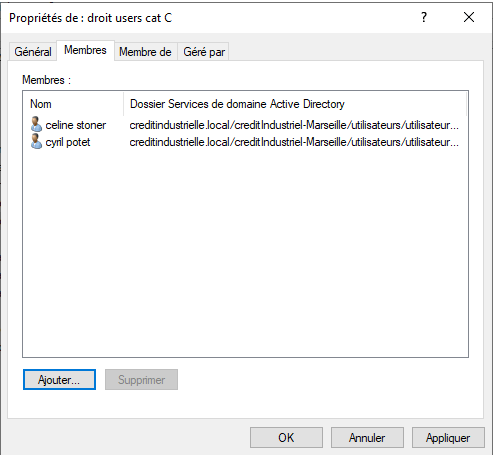 Propriétés de : droit users cat C
Général Membres Membre de Géré par
Membres :
Nom Dossier Services de domaine Active Directory
celine stoner creditindustrielle.local/creditIndustriel-Marseille/utilisateurs/utilisateur...
cyril potet creditindustrielle.local/creditIndustriel-Marseille/utilisateurs/utilisateur...
Ajouter... Supprimer
OK Annuler Appliquer